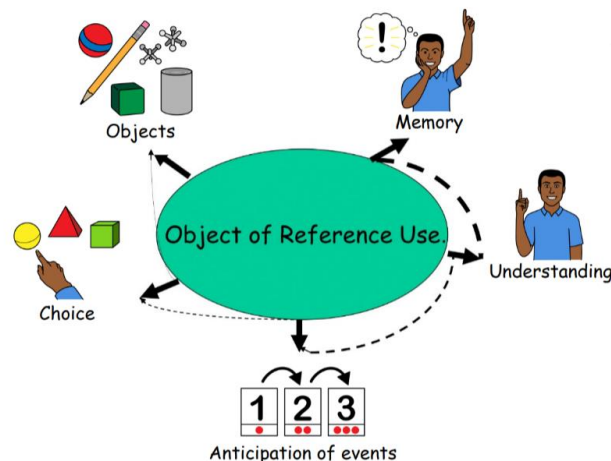 !
Objects
Memory
Object of Reference Use.
Understanding
Choice
1 2 3
Anticipation of events